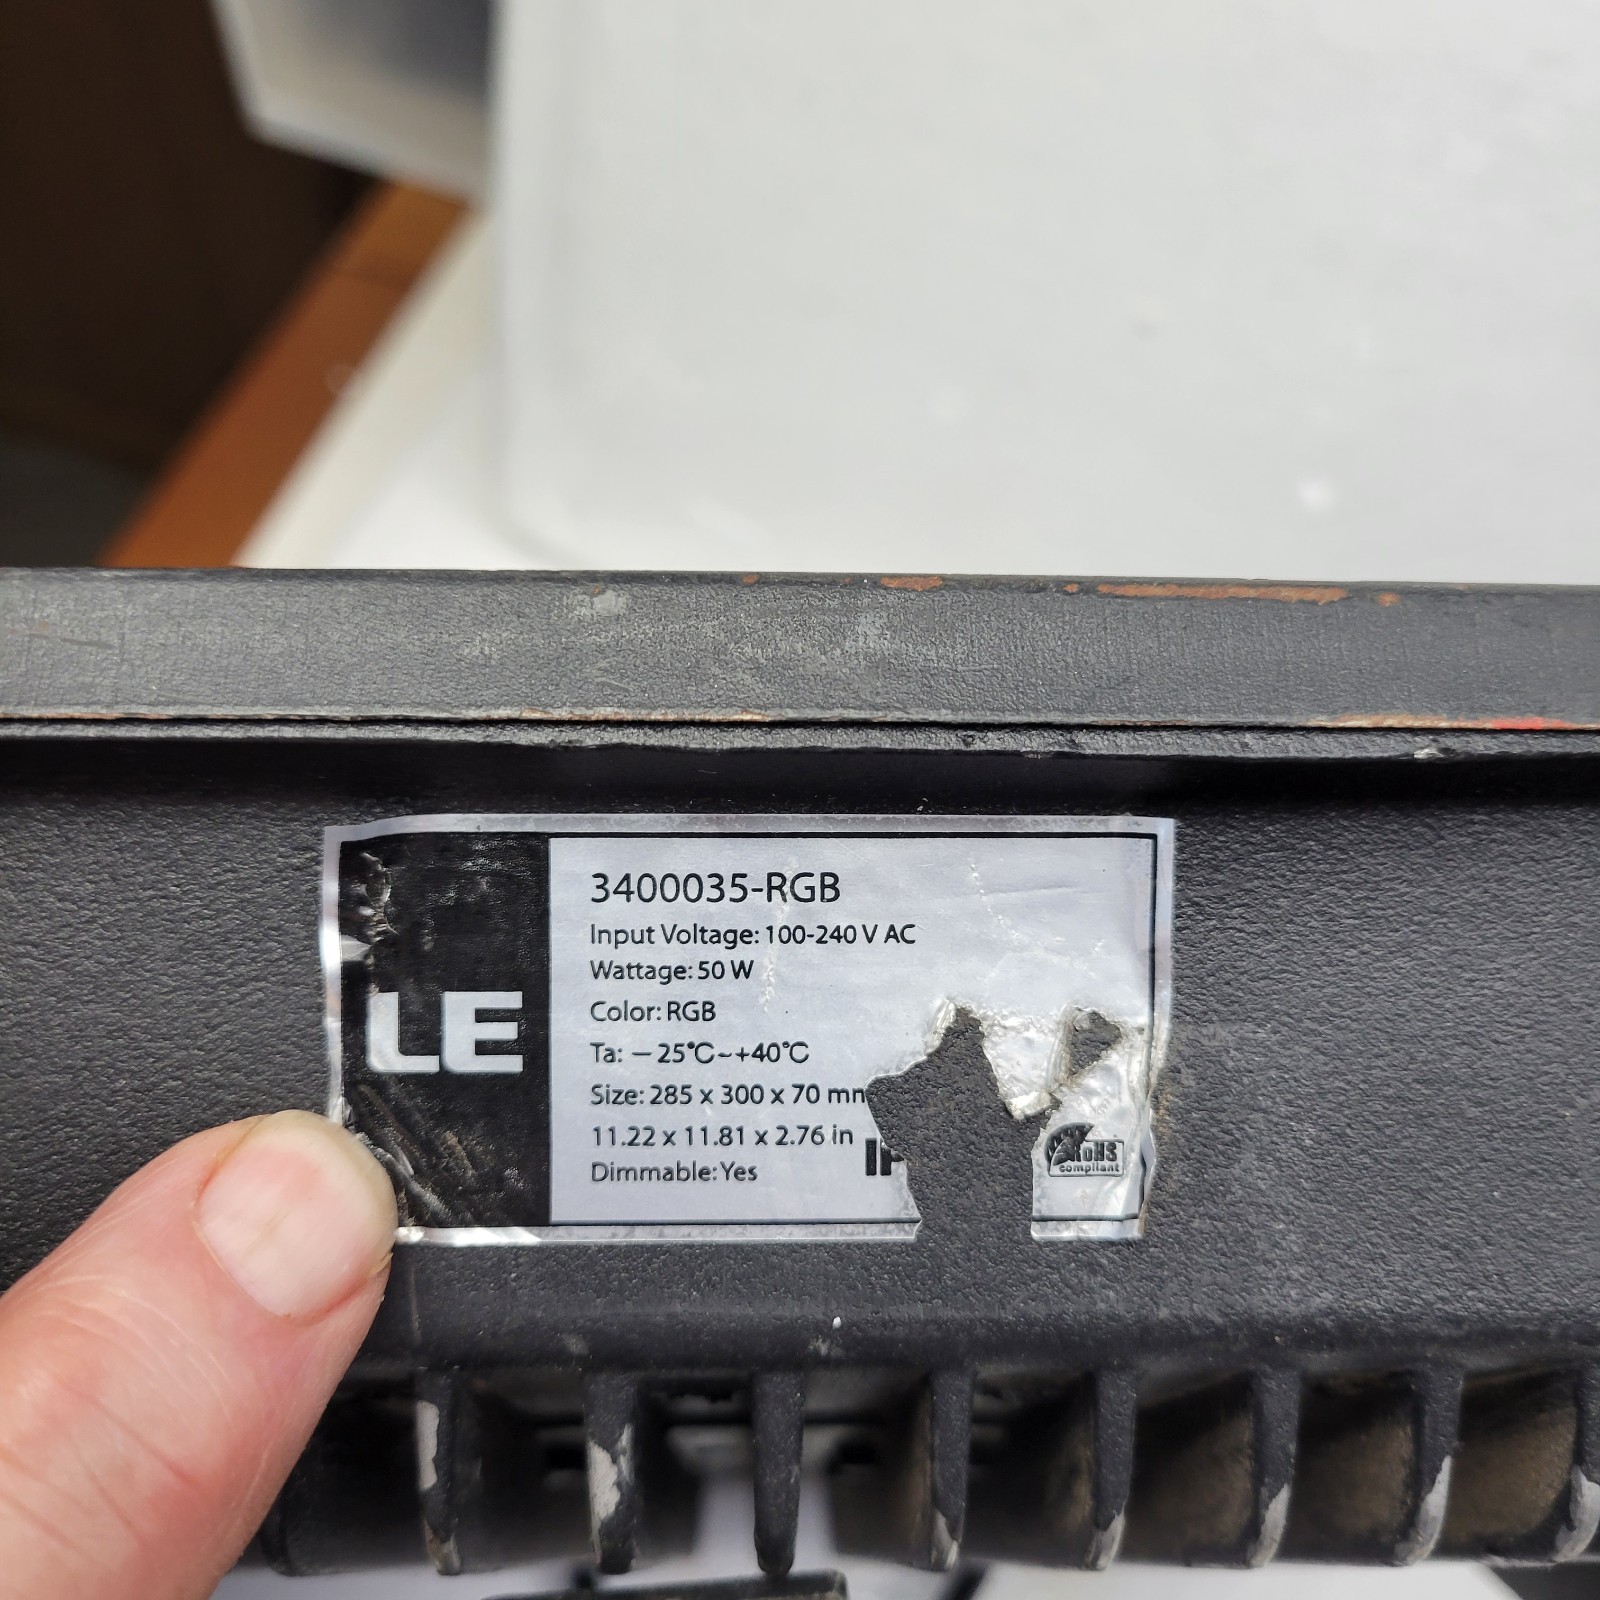 LE
3400035-RGB
Input Voltage: 100-240 V AC
Wattage: 50 W
Color: RGB
Ta: －25℃~+40℃
Size: 285 x 300 x 70
11.22 x 11.81 x 2.76 in
Dimmable: Yes
RoHS
compliant